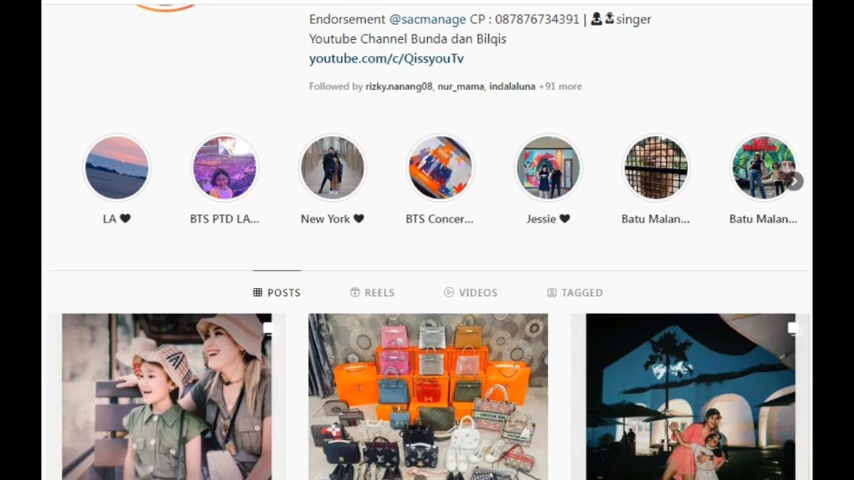 Endorsement @sacmanage CP : 087876734391 | singer
Youtube Channel Bunda dan Bilqis
youtube.com/c/QissyouTv
Followed by rizky.nanang08, nur_mama, indalaluna +91 more
LA BTS PTD LA... New York BTS Concer... Jessie Batu Malan... Batu Malan...
POSTS REELS VIDEOS TAGGED